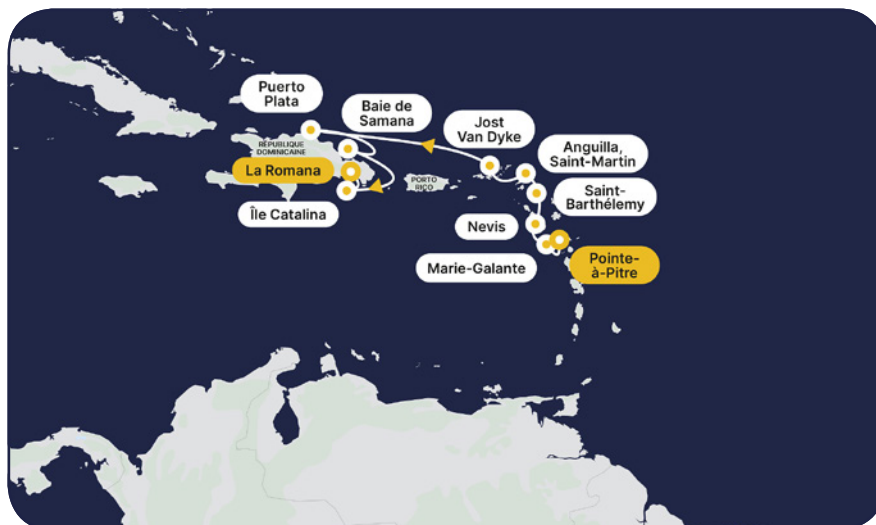 Puerto
Plata
Baie de
Samana
Jost
Van Dyke
Anguilla,
Saint-Martin
RÉPUBLIQUE
DOMINICAINE
La Romana
PORTO
RICO
Saint-
Barthélemy
Île Catalina
Nevis
Marie-Galante
Pointe-
à-Pitre